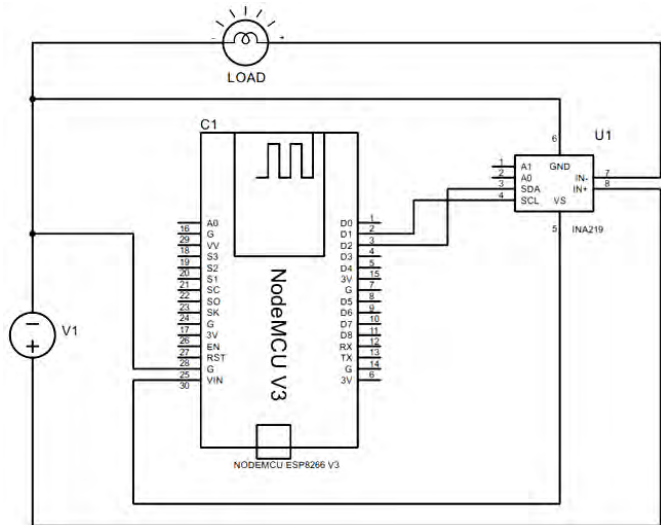 - +
LOAD
C1
U1
6
1 A1 GND
2 A0 IN- 7
3 SDA IN+ 8
4 SCL VS
5 INA219
A0 16
G 29
VV 18
S3 19
S2 20
S1 21
SC 22
SO 23
SK 24
G 17
3V 26
EN 27
RST 28
G 25
VIN 30
NodeMCU V3
D0 1
D1 2
D2 3
D3 4
D4 5
3V 15
G 7
D5 8
D6 9
D7 10
D8 11
RX 12
TX 13
G 14
3V 6
V1
NODEMCU ESP8266 V3